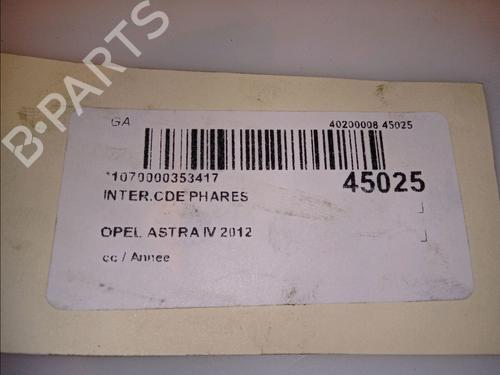 GA
40200008 45025
*1070000353417
45025
INTER.CDE PHARES
OPEL ASTRA IV 2012
cc / Annee
B-PARTS